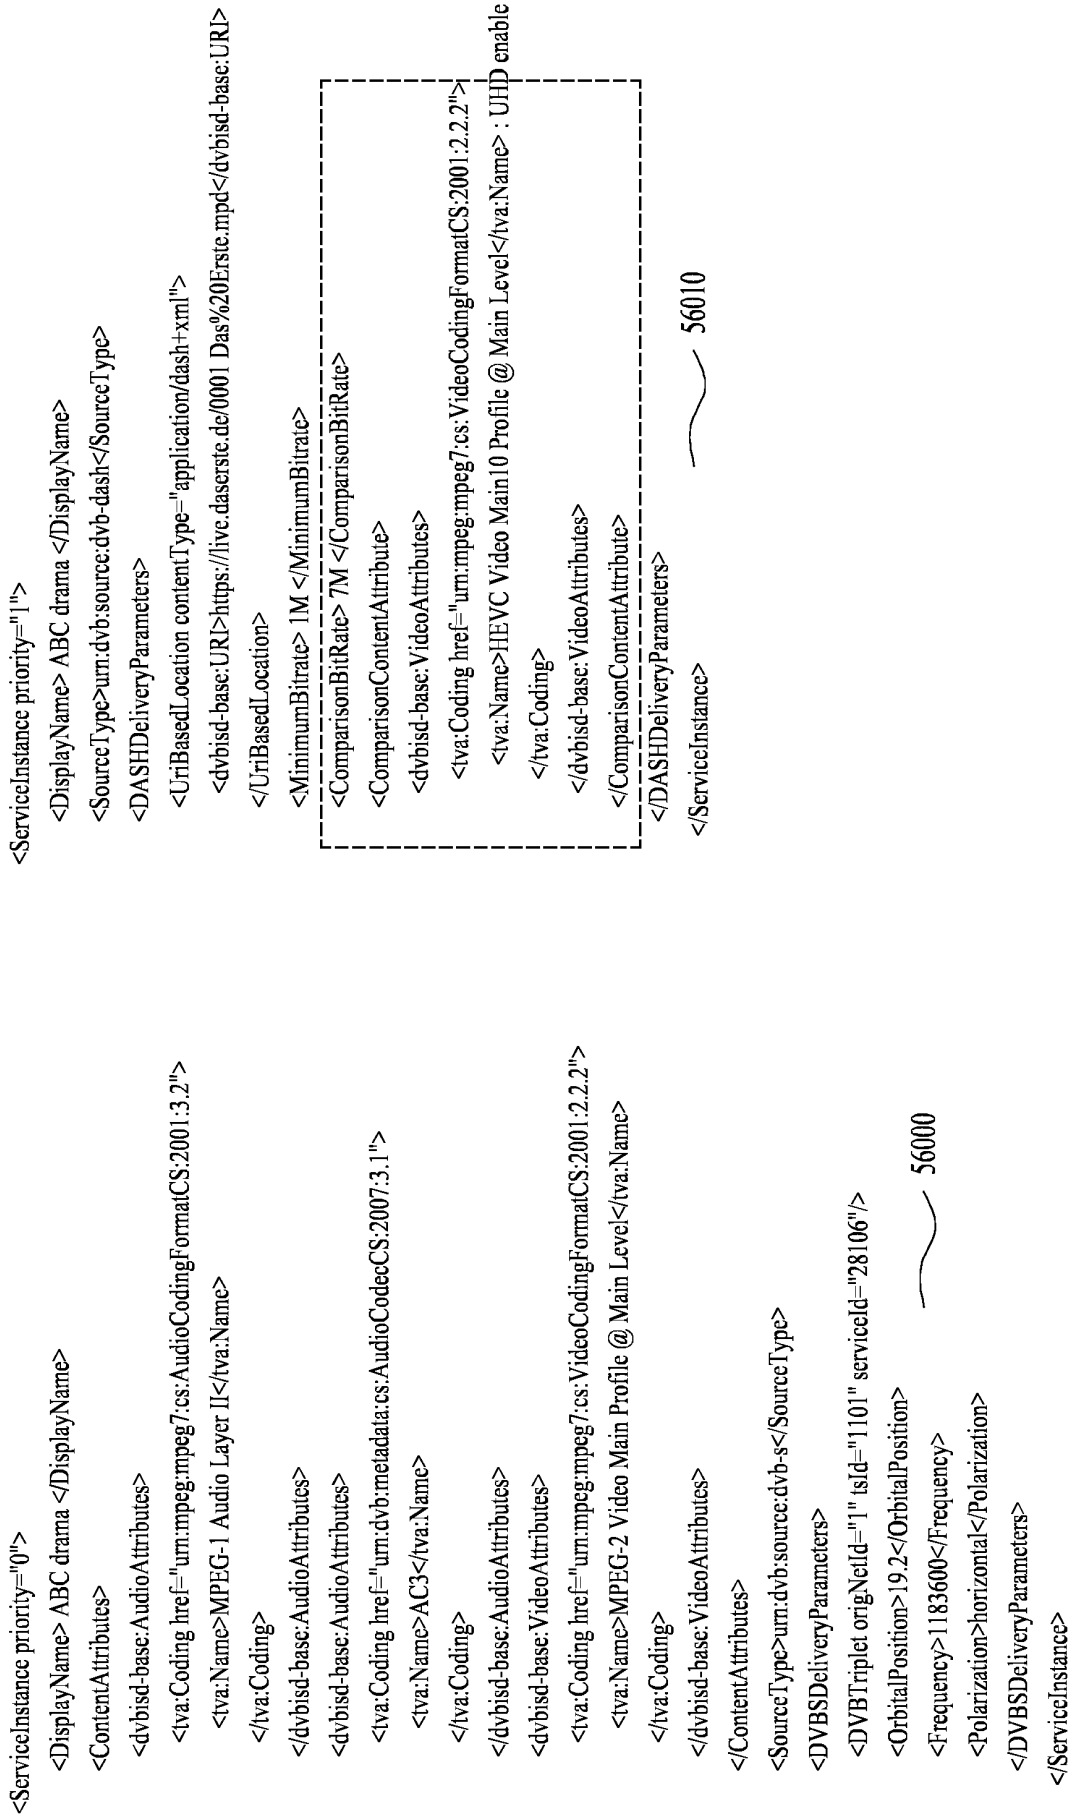 <ServiceInstance priority="0">
<DisplayName> ABC drama </DisplayName>
<ContentAttributes>
<dvbisd-base:AudioAttributes>
<tva:Coding href="urn:mpeg:mpeg7:cs:AudioCodingFormatCS:2001:3.2">
<tva:Name>MPEG-1 Audio Layer II</tva:Name>
</tva:Coding>
</dvbisd-base:AudioAttributes>
<dvbisd-base:AudioAttributes>
<tva:Coding href="urn:dvb:metadata:cs:AudioCodecCS:2007:3.1">
<tva:Name>AC3</tva:Name>
</tva:Coding>
</dvbisd-base:AudioAttributes>
<dvbisd-base:VideoAttributes>
<tva:Coding href="urn:mpeg:mpeg7:cs:VideoCodingFormatCS:2001:2.2.2">
<tva:Name>MPEG-2 Video Main Profile @ Main Level</tva:Name>
</tva:Coding>
</dvbisd-base:VideoAttributes>
</ContentAttributes>
<SourceType>urn:dvb:source:dvb-s</SourceType>
<DVBSDeliveryParameters>
<DVBTriplet origNetId="1" tsId="1101" serviceId="28106"/>
<OrbitalPosition>19.2</OrbitalPosition>
<Frequency>1183600</Frequency>
<Polarization>horizontal</Polarization>
</DVBSDeliveryParameters>
</ServiceInstance>
56000
<ServiceInstance priority="1">
<DisplayName> ABC drama </DisplayName>
<SourceType>urn:dvb:source:dvb-dash</SourceType>
<DASHDeliveryParameters>
<UriBasedLocation contentType="application/dash+xml">
<dvbisd-base:URI>https://live.daserste.de/0001 Das%20Erste.mpd</dvbisd-base:URI>
</UriBasedLocation>
<MinimumBitrate> 1M </MinimumBitrate>
<ComparisonBitRate> 7M </ComparisonBitRate>
<ComparisonContentAttribute>
<dvbisd-base:VideoAttributes>
<tva:Coding href="urn:mpeg:mpeg7:cs:VideoCodingFormatCS:2001:2.2.2">
<tva:Name>HEVC Video Main10 Profile @ Main Level</tva:Name> : UHD enable
</tva:Coding>
</dvbisd-base:VideoAttributes>
</ComparisonContentAttribute>
</DASHDeliveryParameters>
</ServiceInstance>
56010